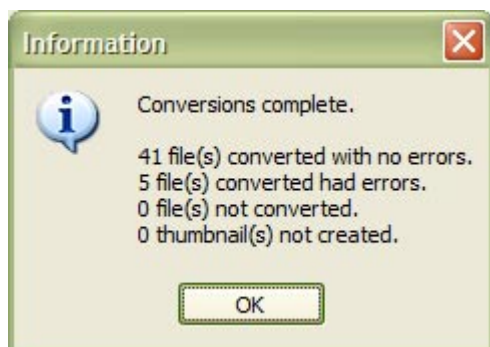 Information
Conversions complete.
41 file(s) converted with no errors.
5 file(s) converted had errors.
0 file(s) not converted.
0 thumbnail(s) not created.
OK